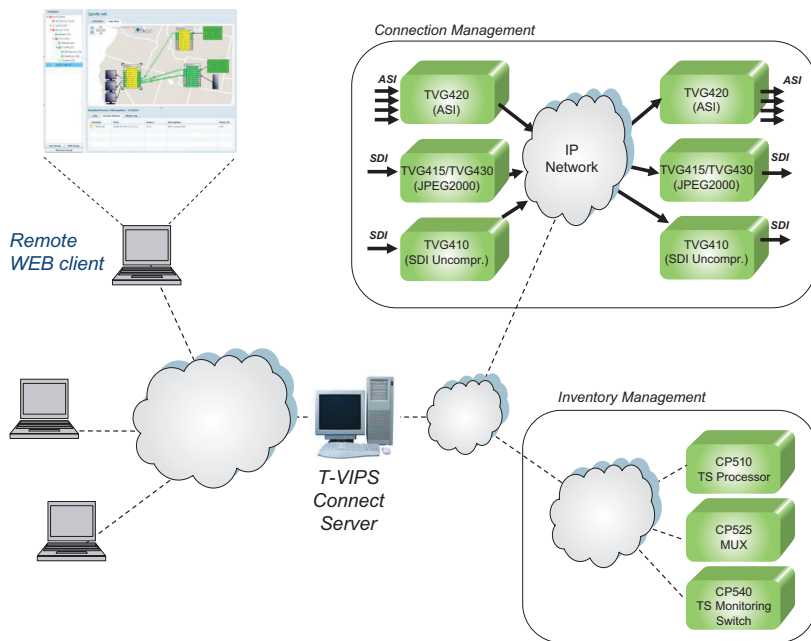 Connection Management
ASI
TVG420
(ASI)
TVG420
(ASI)
ASI
SDI
TVG415/TVG430
(JPEG2000)
IP
Network
TVG415/TVG430
(JPEG2000)
SDI
SDI
TVG410
(SDI Uncompr.)
TVG410
(SDI Uncompr.)
SDI
Remote
WEB client
T-VIPS
Connect
Server
Inventory Management
CP510
TS Processor
CP525
MUX
CP540
TS Monitoring
Switch